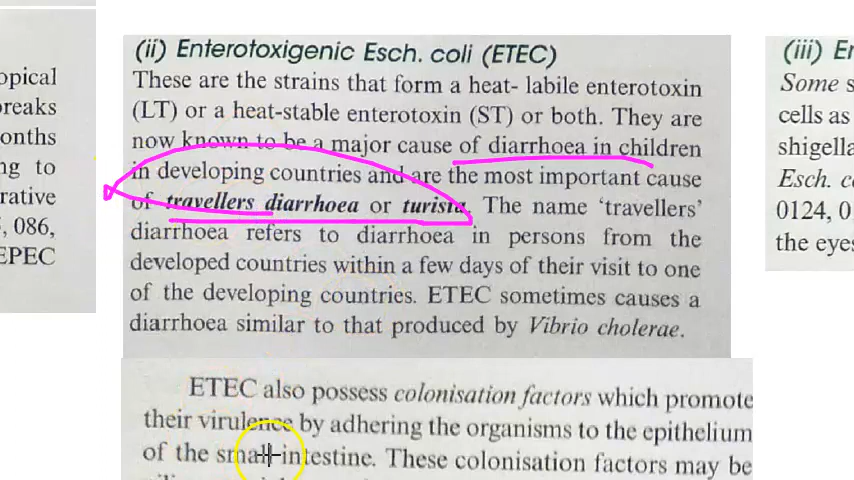 opical
reaks
onths
ng to
rative
, 086,
EPEC
(ii) Enterotoxigenic Esch. coli (ETEC)
These are the strains that form a heat- labile enterotoxin
(LT) or a heat-stable enterotoxin (ST) or both. They are
now known to be a major cause of diarrhoea in children
in developing countries and are the most important cause
of travellers diarrhoea or turista. The name ‘travellers’
diarrhoea refers to diarrhoea in persons from the
developed countries within a few days of their visit to one
of the developing countries. ETEC sometimes causes a
diarrhoea similar to that produced by Vibrio cholerae.
ETEC also possess colonisation factors which promote
their virulence by adhering the organisms to the epithelium
of the small intestine. These colonisation factors may be
(iii) En
Some s
cells as
shigella
Esch. co
0124, 0
the eyes